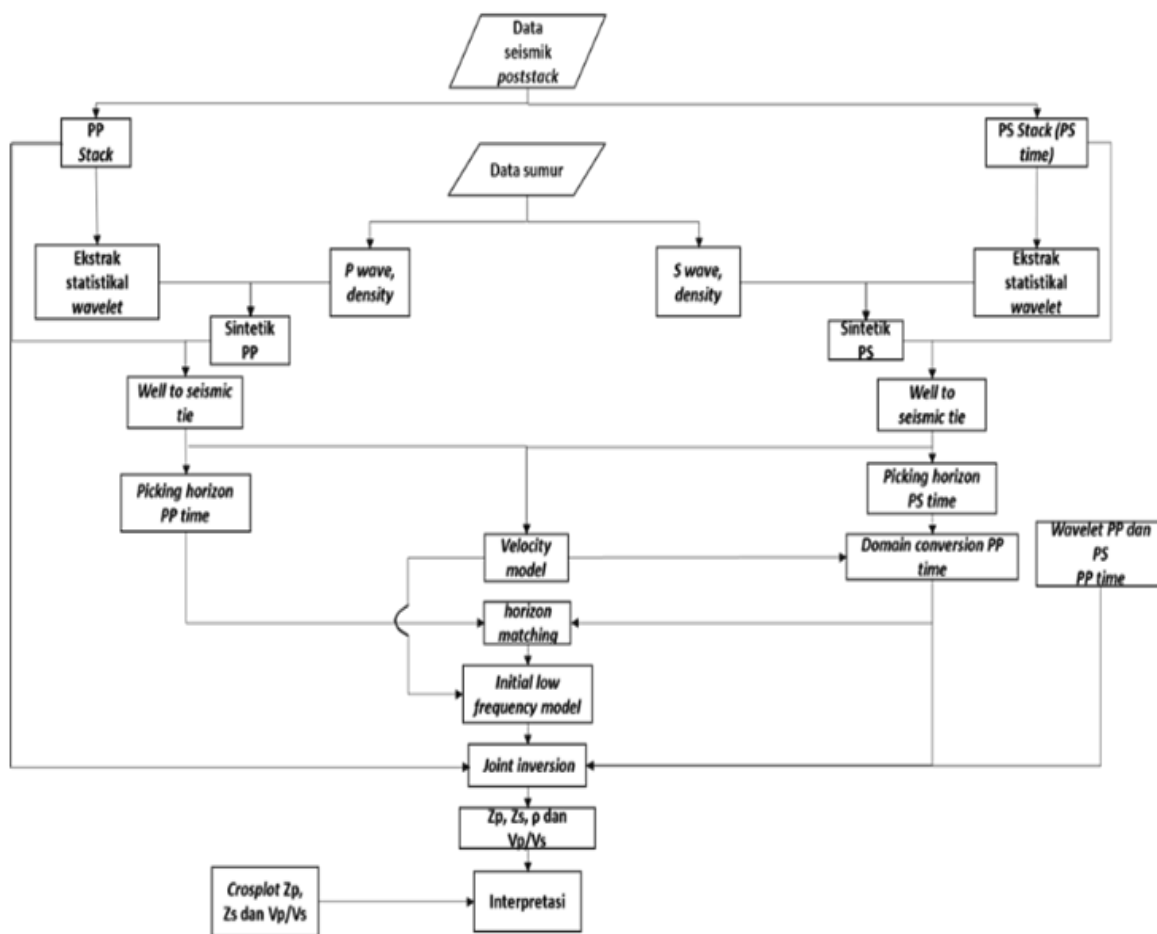 Data
seismik
poststack
PP
Stack
PS Stack (PS
time)
Data sumur
Ekstrak
statistikal
wavelet
P wave,
density
S wave,
density
Ekstrak
statistikal
wavelet
Sintetik
PP
Sintetik
PS
Well to seismic
tie
Well to
seismic tie
Picking horizon
PP time
Picking horizon
PS time
Velocity
model
Domain conversion PP
time
Wavelet PP dan
PS
PP time
horizon
matching
Initial low
frequency model
Joint inversion
Zp, Zs, ρ dan
Vp/Vs
Crosplot Zp,
Zs dan Vp/Vs
Interpretasi